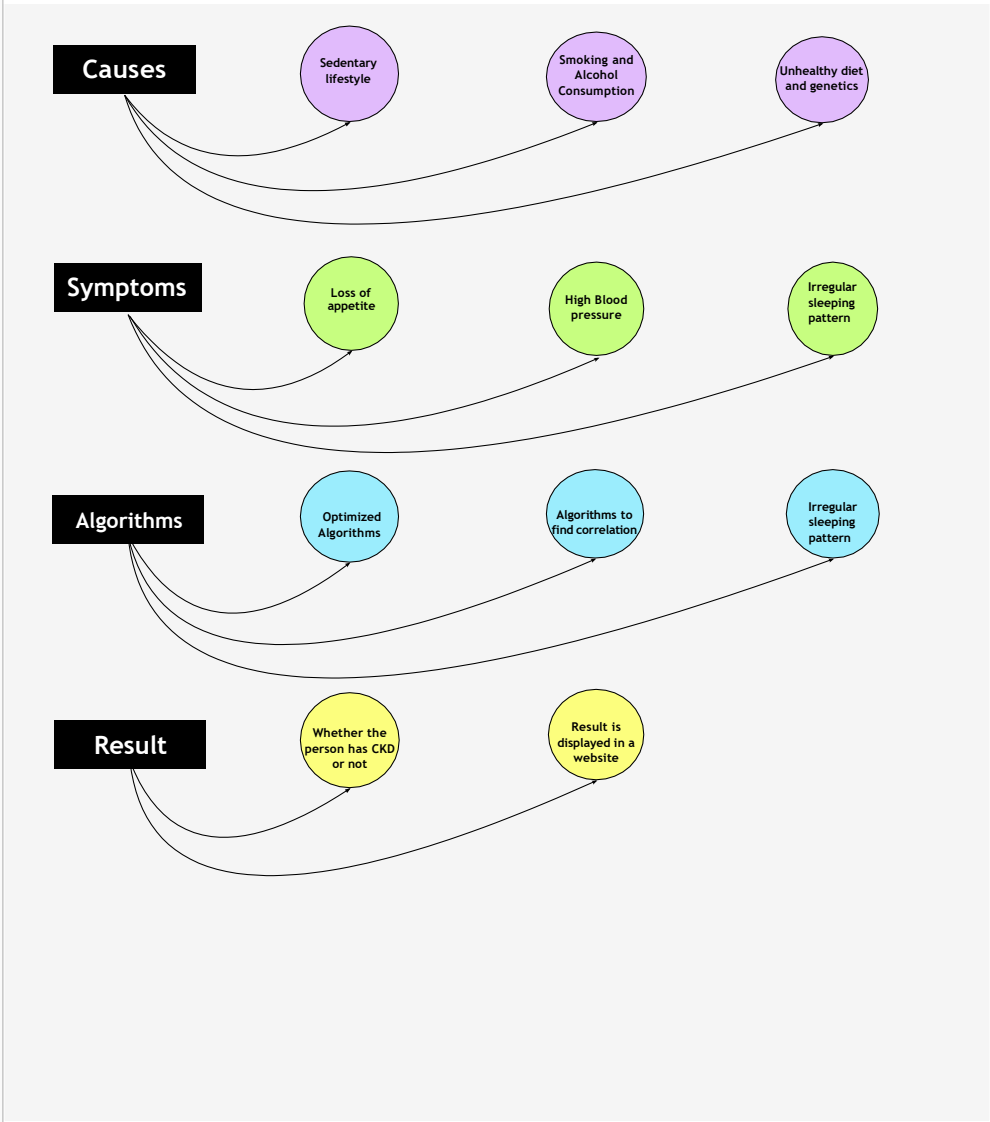 Causes
Sedentary
lifestyle
Smoking and
Alcohol
Consumption
Unhealthy diet
and genetics
Symptoms
Loss of
appetite
High Blood
pressure
Irregular
sleeping
pattern
Algorithms
Optimized
Algorithms
Algorithms to
find correlation
Irregular
sleeping
pattern
Result
Whether the
person has CKD
or not
Result is
displayed in a
website